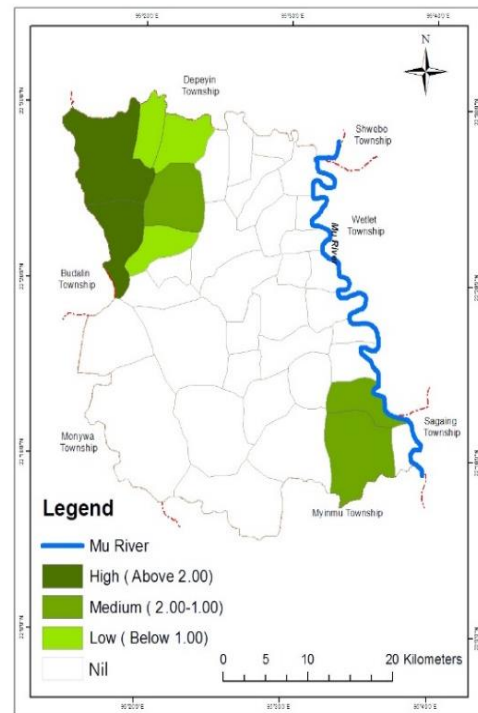 N
Depeyin
Township
Shwebo
Township
Wetlet
Township
Mu River
Budalin
Township
Sagaing
Township
Monywa
Township
Myinmu Township
Legend
Mu River
High ( Above 2.00)
Medium ( 2.00-1.00)
Low ( Below 1.00)
Nil
0 5 10 20 Kilometers